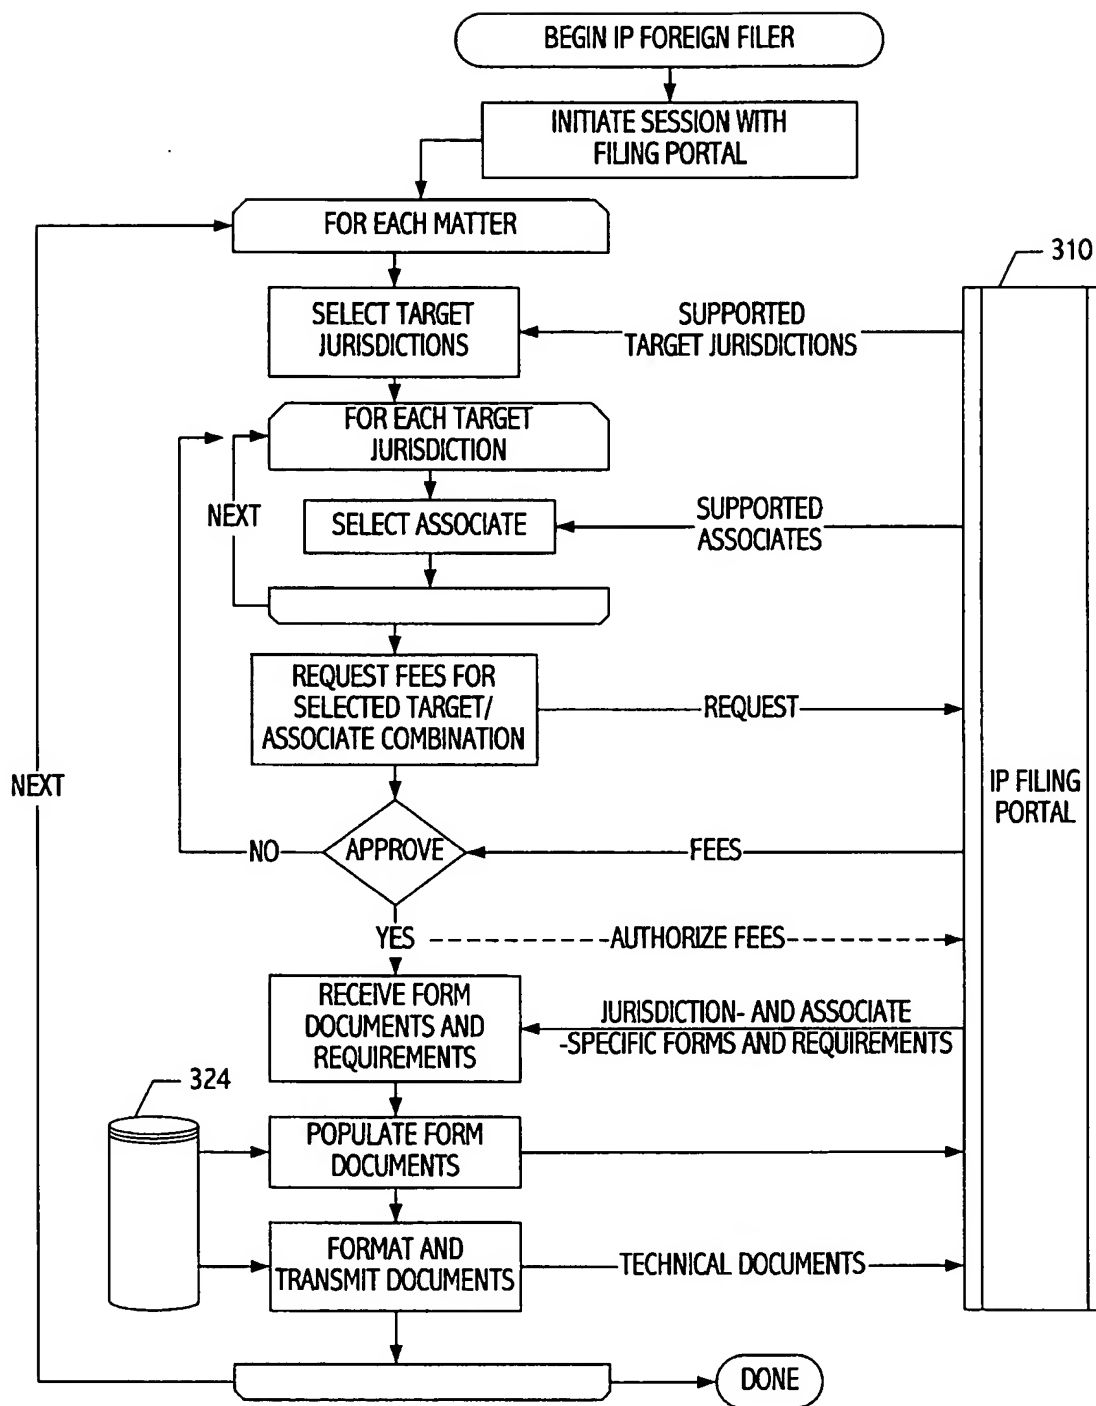 BEGIN IP FOREIGN FILER
INITIATE SESSION WITH
FILING PORTAL
FOR EACH MATTER
310
SELECT TARGET
JURISDICTIONS
SUPPORTED
TARGET JURISDICTIONS
FOR EACH TARGET
JURISDICTION
NEXT
SELECT ASSOCIATE
SUPPORTED
ASSOCIATES
REQUEST FEES FOR
SELECTED TARGET/
ASSOCIATE COMBINATION
REQUEST
NEXT
IP FILING
PORTAL
NO
APPROVE
FEES
YES
AUTHORIZE FEES
RECEIVE FORM
DOCUMENTS AND
REQUIREMENTS
JURISDICTION- AND ASSOCIATE
-SPECIFIC FORMS AND REQUIREMENTS
324
POPULATE FORM
DOCUMENTS
FORMAT AND
TRANSMIT DOCUMENTS
TECHNICAL DOCUMENTS
DONE